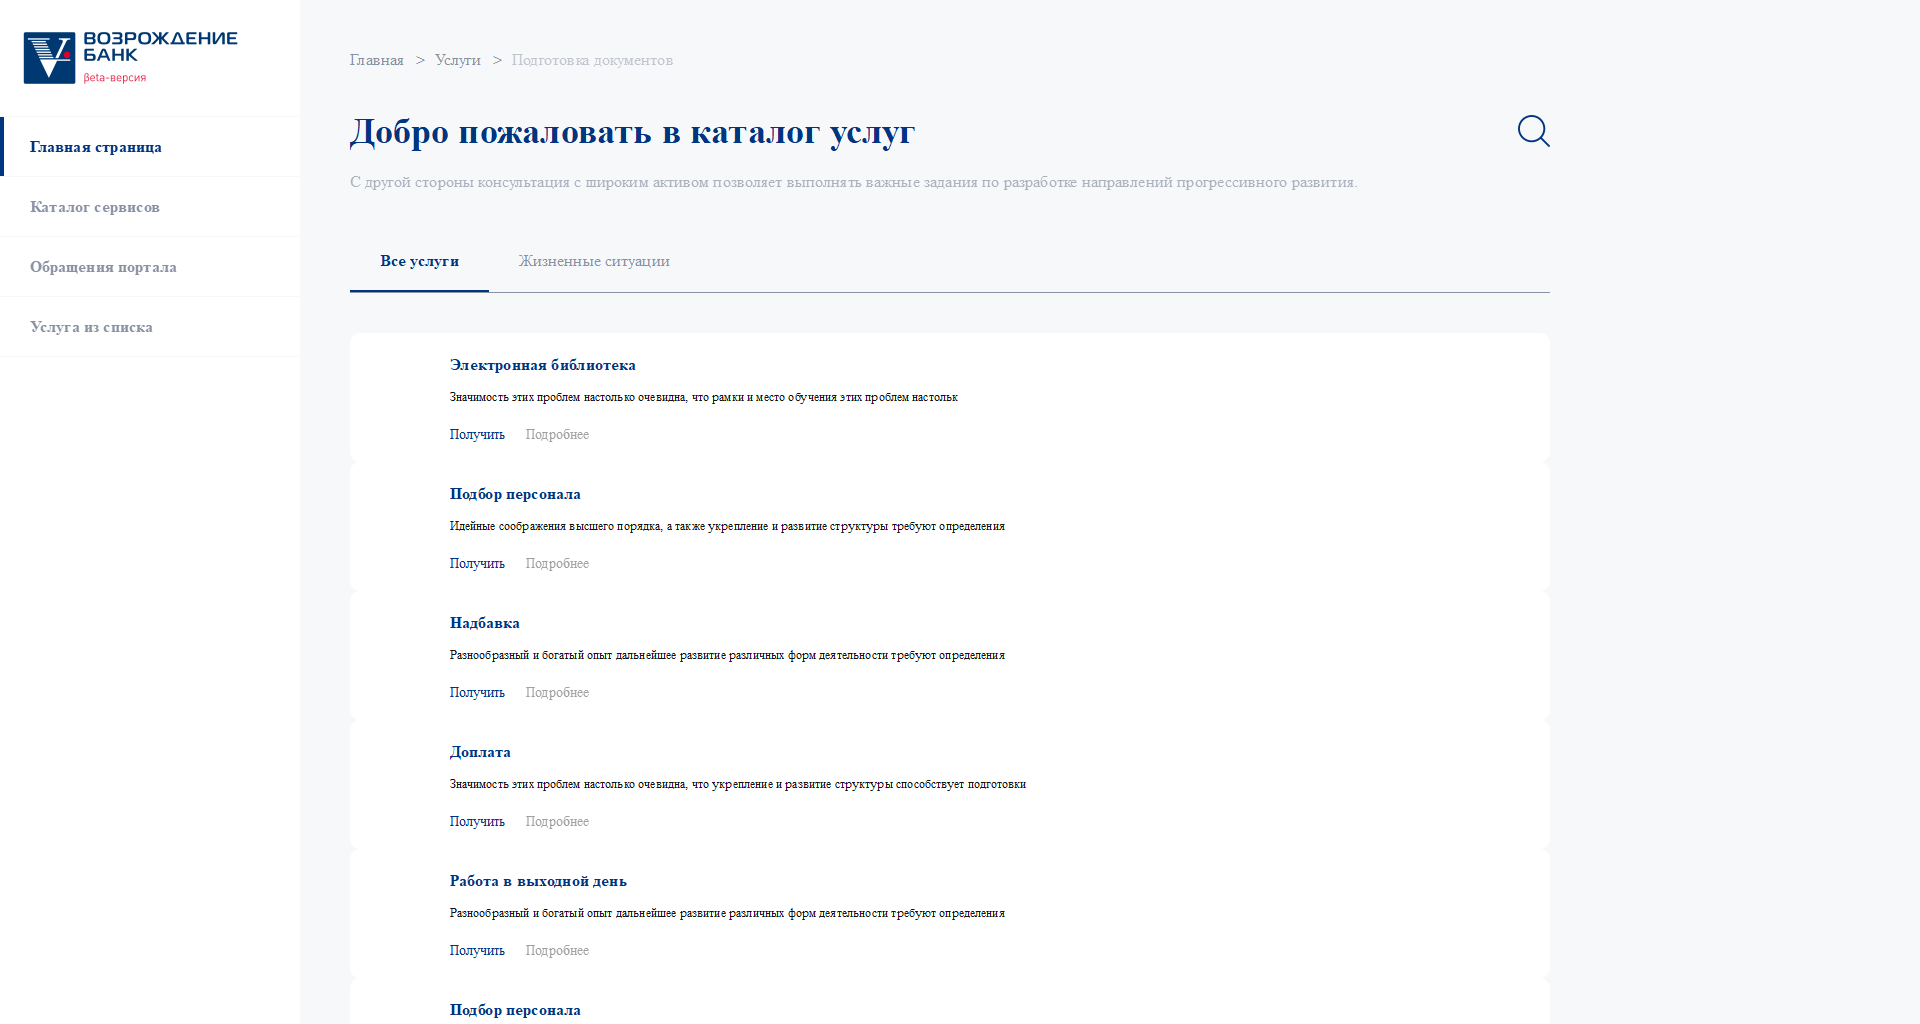 ВОЗРОЖДЕНИЕ
БАНК
βeta-версия
Главная страница
Каталог сервисов
Обращения портала
Услуга из списка
Главная > Услуги > Подготовка документов
Добро пожаловать в каталог услуг
С другой стороны консультация с широким активом позволяет выполнять важные задания по разработке направлений прогрессивного развития.
Все услуги Жизненные ситуации
Электронная библиотека
Значимость этих проблем настолько очевидна, что рамки и место обучения этих проблем настольк
Получить Подробнее
Подбор персонала
Идейные соображения высшего порядка, а также укрепление и развитие структуры требуют определения
Получить Подробнее
Надбавка
Разнообразный и богатый опыт дальнейшее развитие различных форм деятельности требуют определения
Получить Подробнее
Доплата
Значимость этих проблем настолько очевидна, что укрепление и развитие структуры способствует подготовки
Получить Подробнее
Работа в выходной день
Разнообразный и богатый опыт дальнейшее развитие различных форм деятельности требуют определения
Получить Подробнее
Подбор персонала